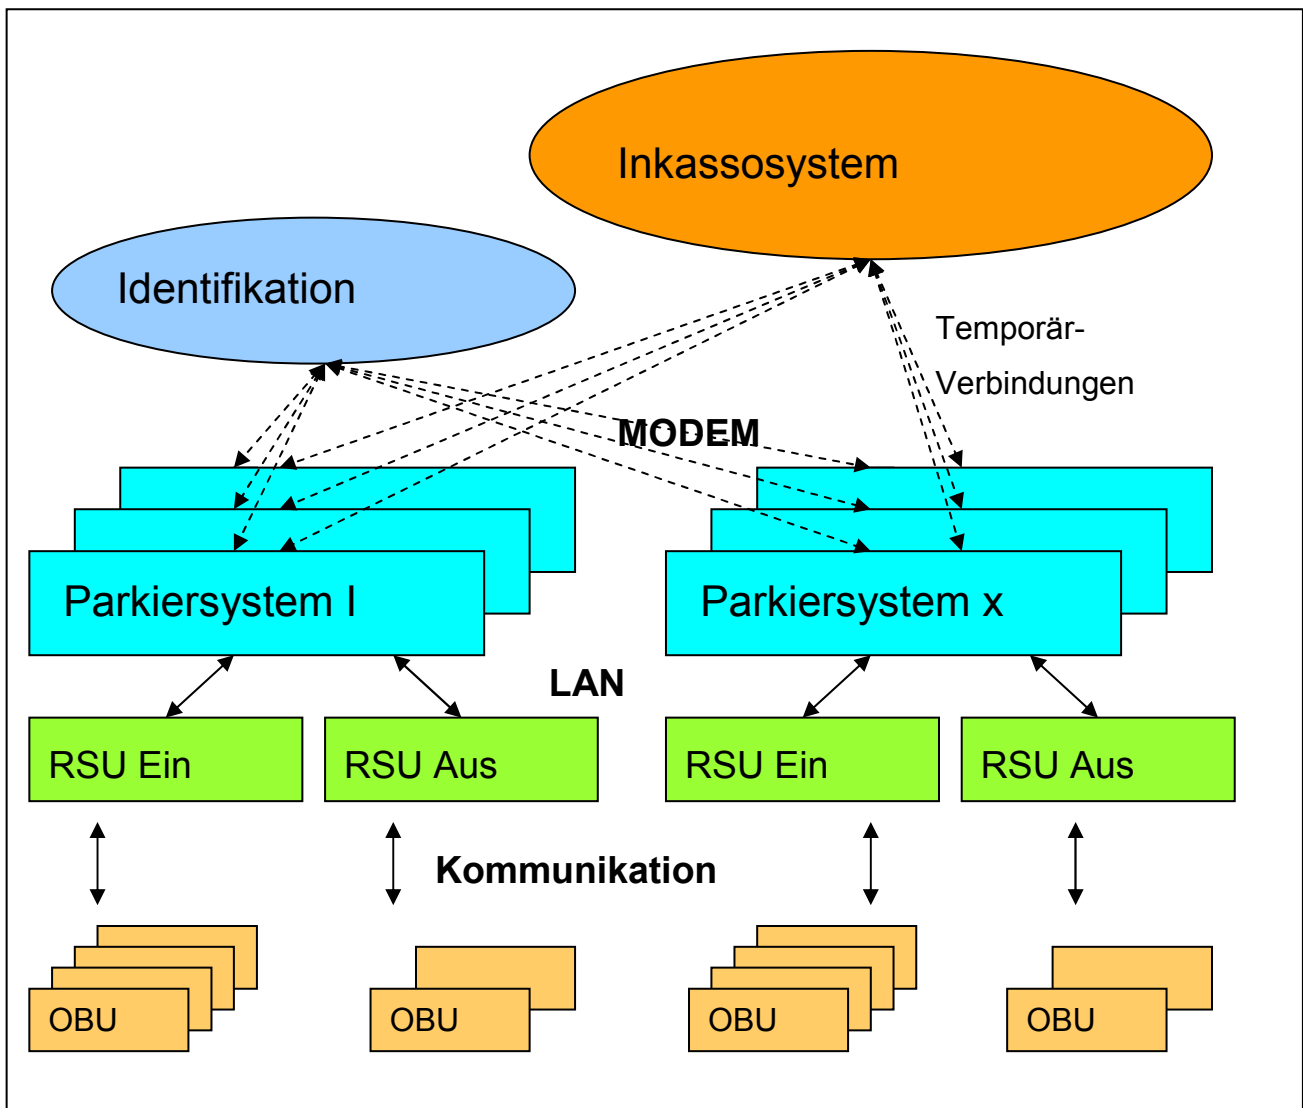 Inkassosystem
Identifikation
Temporär-
Verbindungen
MODEM
Parkiersystem I
Parkiersystem x
LAN
RSU Ein
RSU Aus
RSU Ein
RSU Aus
Kommunikation
OBU
OBU
OBU
OBU